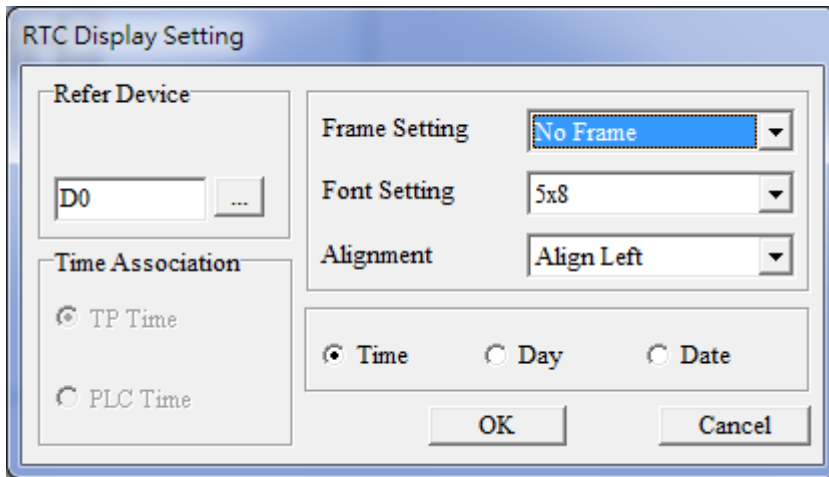 RTC Display Setting
Refer Device
D0
...
Time Association
TP Time
PLC Time
Frame Setting
No Frame
Font Setting
5x8
Alignment
Align Left
Time
Day
Date
OK
Cancel